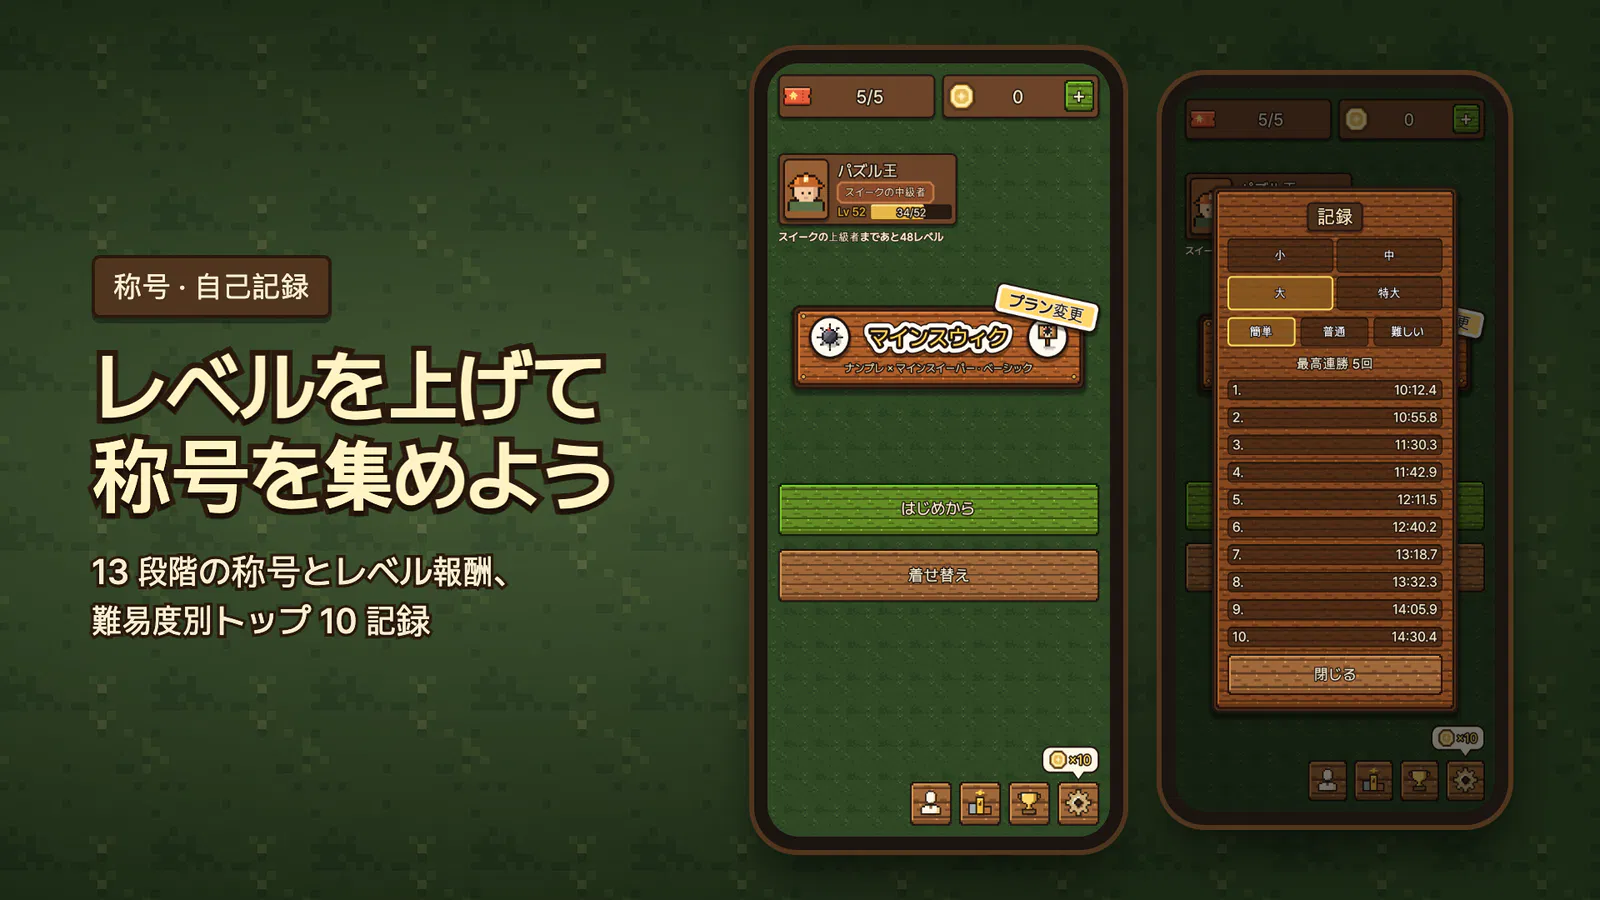 称号・自己記録
レベルを上げて
称号を集めよう
13 段階の称号とレベル報酬、
難易度別トップ 10 記録
5/5
0
パズル王
スイークの中級者
Lv 52
34/52
スイークの上級者まであと48レベル
プラン変更
マインスウィク
ナンプレ×マインスイーパー・ベーシック
はじめから
着せ替え
×10
5/5
0
スイー
更
記録
小
中
大
特大
簡単
普通
難しい
最高連勝 5回
1. 10:12.4
2. 10:55.8
3. 11:30.3
4. 11:42.9
5. 12:11.5
6. 12:40.2
7. 13:18.7
8. 13:32.3
9. 14:05.9
10. 14:30.4
閉じる
×10